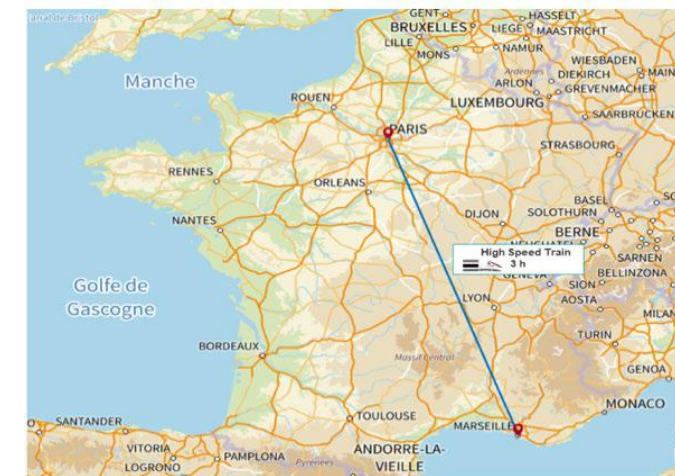 Canal de Bristol
GENT
HASSELT
BRUXELLES
LIEGE
MAASTRICHT
LILLE
MONS
NAMUR
WIESBADEN
Manche
Ardennes
DIEKIRCH
MAIN
ARLON
GREVENMACHER
ROUEN
LUXEMBOURG
SAARBRÜCKEN
PARIS
STRASBOURG
RENNES
ORLEANS
BASEL
NANTES
DIJON
SOLOTHURN
BERNE
NEUCHATEL
High Speed Train
3 h
SARNEN
BELLINZONA
Golfe de
Gascogne
GENEVA
SION
LYON
AOSTA
MILAN
TURIN
BORDEAUX
Massif Central
GENOA
MONACO
SANTANDER
TOULOUSE
MARSEILLE
VITORIA
LOGRONO
PAMPLONA
Pyrénées
ANDORRE-LA-
VIEILLE